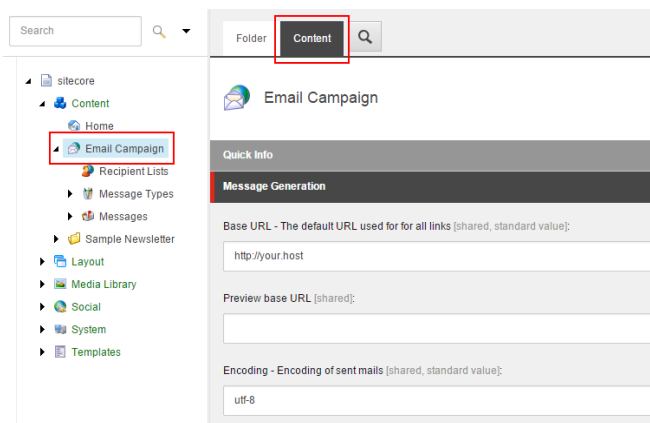 Search
sitecore
Content
Home
Email Campaign
Recipient Lists
Message Types
Messages
Sample Newsletter
Layout
Media Library
Social
System
Templates
Folder
Content
Email Campaign
Quick Info
Message Generation
Base URL - The default URL used for for all links [shared, standard value]:
http://your.host
Preview base URL [shared]:
Encoding - Encoding of sent mails [shared, standard value]:
utf-8